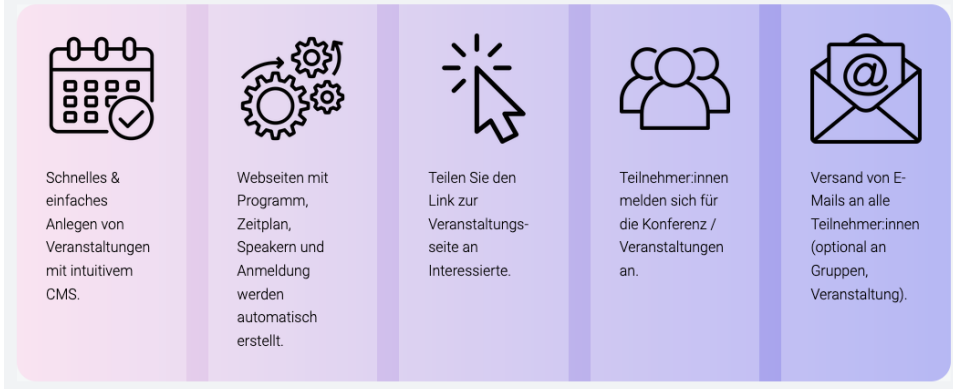 @
Schnelles &
einfaches
Anlegen von
Veranstaltungen
mit intuitivem
CMS.
Webseiten mit
Programm,
Zeitplan,
Speakern und
Anmeldung
werden
automatisch
erstellt.
Teilen Sie den
Link zur
Veranstaltungs-
seite an
Interessierte.
Teilnehmer:innen
melden sich für
die Konferenz /
Veranstaltungen
an.
Versand von E-
Mails an alle
Teilnehmer:innen
(optional an
Gruppen,
Veranstaltung).